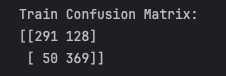 Train Confusion Matrix:
[[291 128]
 [ 50 369]]